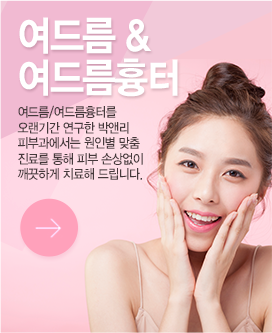 여드름 &
여드름흉터
여드름/여드름흉터를
오랜기간 연구한 박앤리
피부과에서는 원인별 맞춤
진료를 통해 피부 손상없이
깨끗하게 치료해 드립니다.